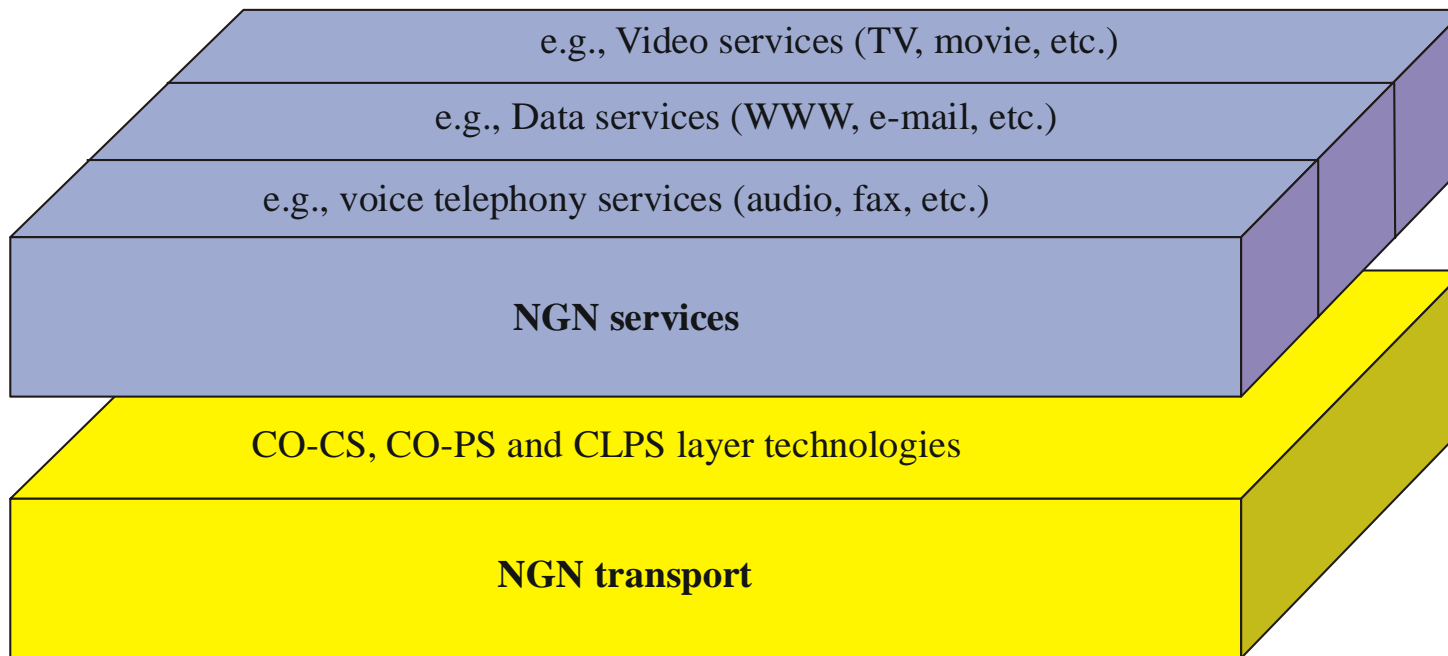 e.g., Video services (TV, movie, etc.)
e.g., Data services (WWW, e-mail, etc.)
e.g., voice telephony services (audio, fax, etc.)
NGN services
CO-CS, CO-PS and CLPS layer technologies
NGN transport